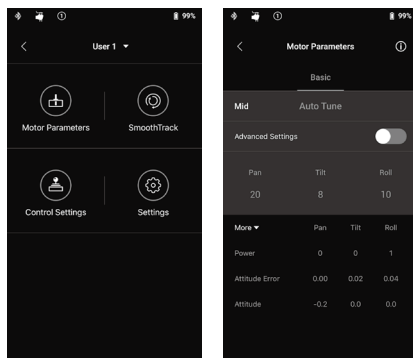 ① 99%
User 1 ▼
Motor Parameters SmoothTrack
Control Settings Settings
① 99%
Motor Parameters
Basic
Mid Auto Tune
Advanced Settings
Pan Tilt Roll
20 8 10
More ▼ Pan Tilt Roll
Power 0 0 1
Attitude Error 0.00 0.02 0.04
Attitude -0.2 0.0 0.0